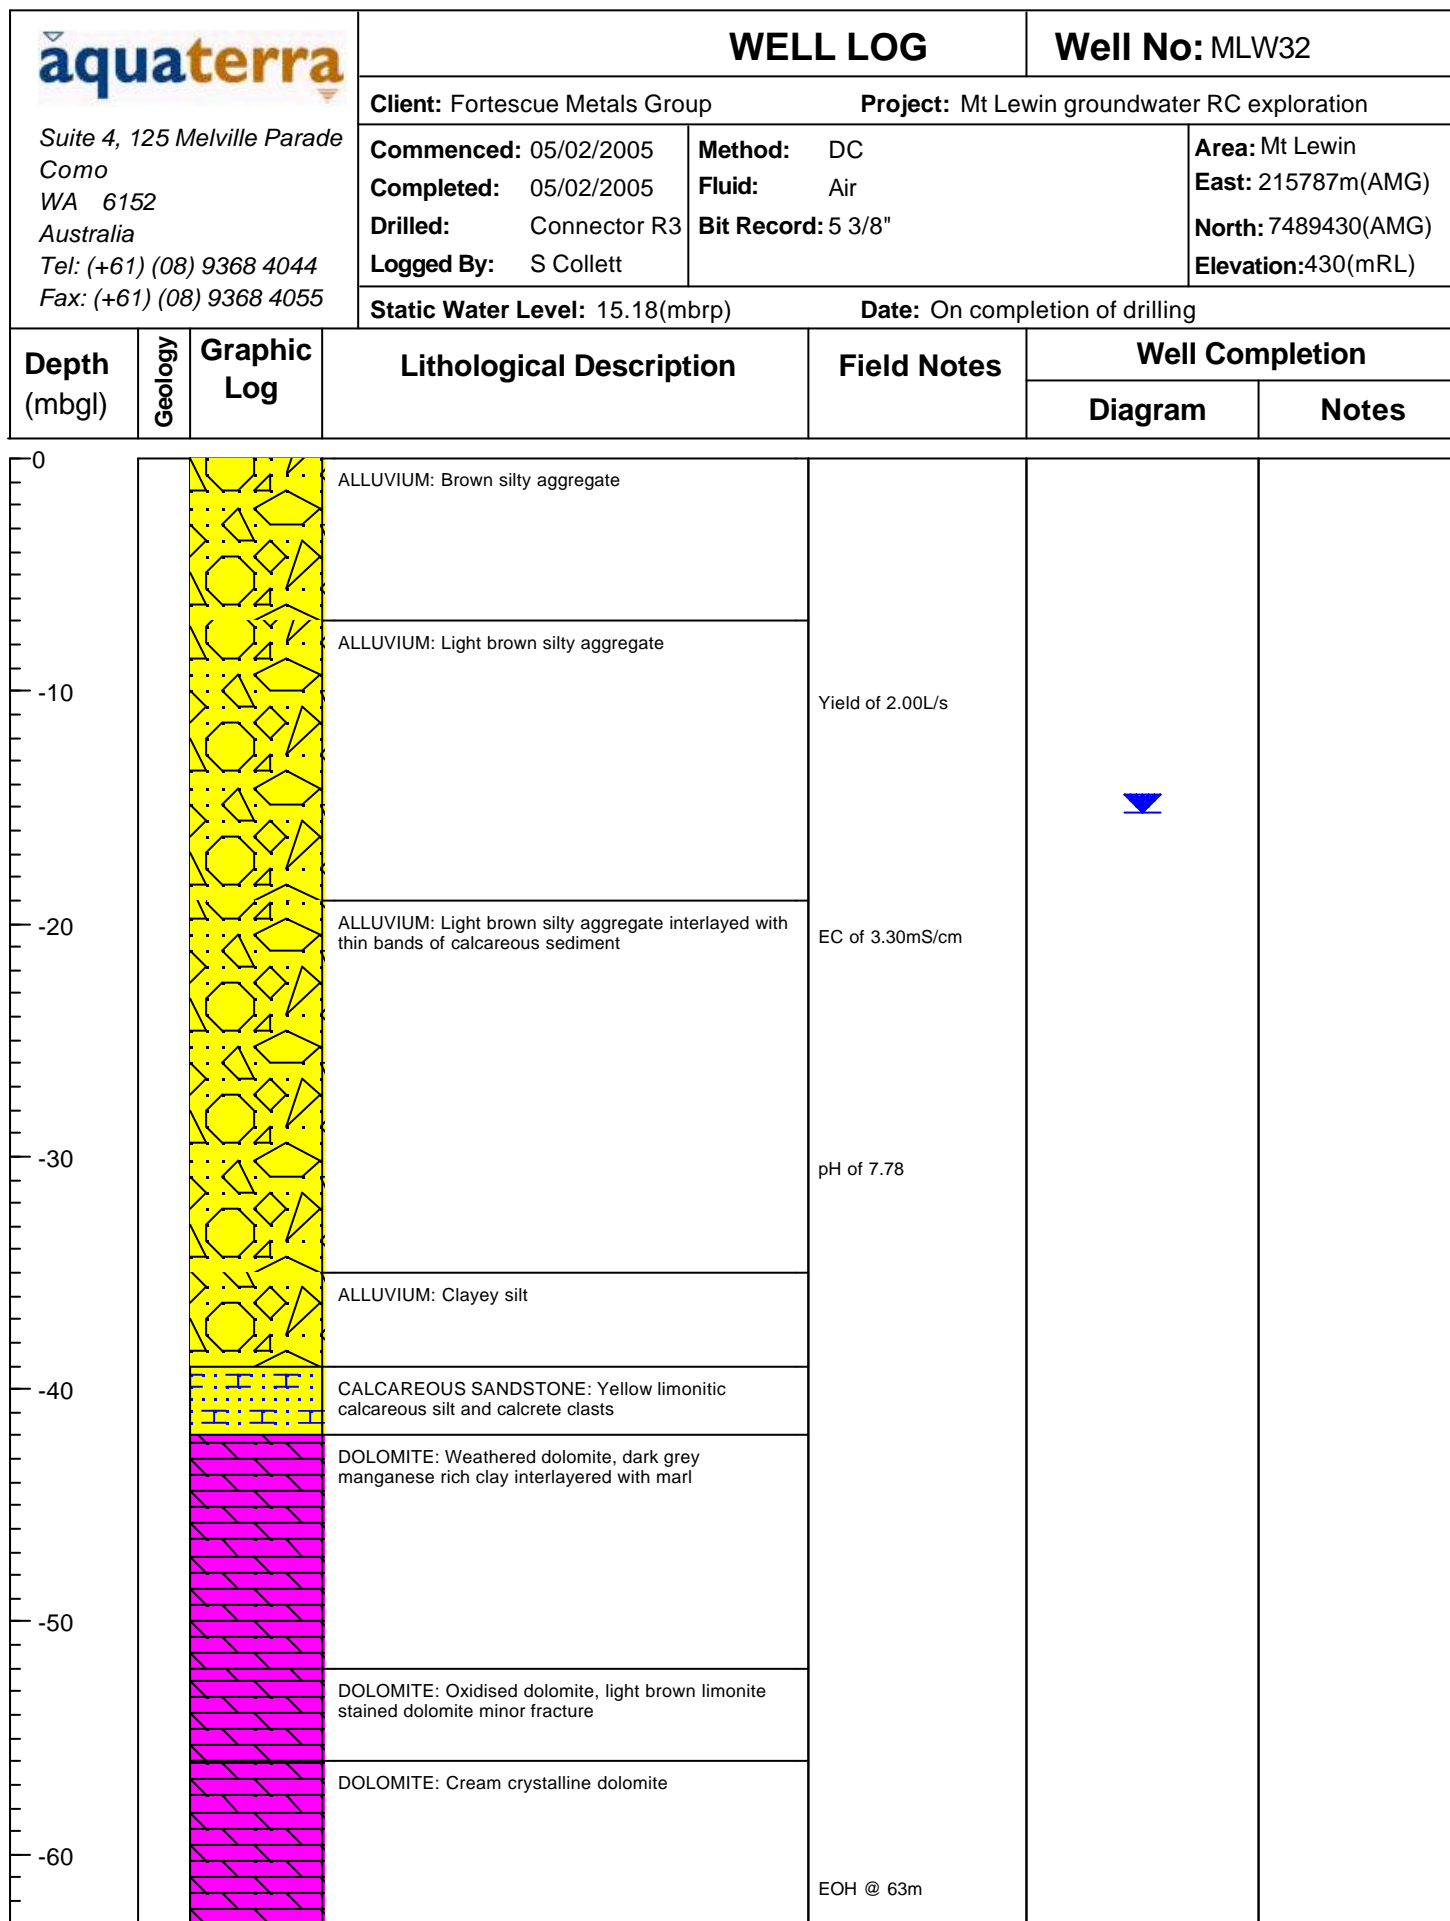 aquaterra
Suite 4, 125 Melville Parade
Como
WA 6152
Australia
Tel: (+61) (08) 9368 4044
Fax: (+61) (08) 9368 4055
WELL LOG
Well No: MLW32
Client: Fortescue Metals Group
Project: Mt Lewin groundwater RC exploration
Commenced: 05/02/2005
Completed: 05/02/2005
Drilled: Connector R3
Logged By: S Collett
Method: DC
Fluid: Air
Bit Record: 5 3/8"
Area: Mt Lewin
East: 215787m(AMG)
North: 7489430(AMG)
Elevation:430(mRL)
Static Water Level: 15.18(mbrp)
Date: On completion of drilling
Depth
(mbgl)
Geology
Graphic
Log
Lithological Description
Field Notes
Well Completion
Diagram
Notes
0
ALLUVIUM: Brown silty aggregate
ALLUVIUM: Light brown silty aggregate
-10
Yield of 2.00L/s
-20
ALLUVIUM: Light brown silty aggregate interlayed with
thin bands of calcareous sediment
EC of 3.30mS/cm
-30
pH of 7.78
ALLUVIUM: Clayey silt
-40
CALCAREOUS SANDSTONE: Yellow limonitic
calcareous silt and calcrete clasts
DOLOMITE: Weathered dolomite, dark grey
manganese rich clay interlayered with marl
-50
DOLOMITE: Oxidised dolomite, light brown limonite
stained dolomite minor fracture
DOLOMITE: Cream crystalline dolomite
-60
EOH @ 63m